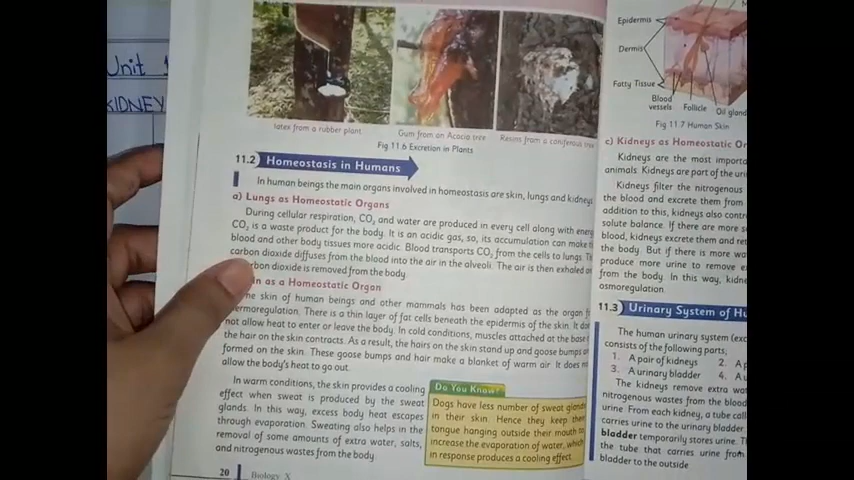 Unit
KIDNEY
latex from a rubber plant
Gum from an Acacia tree
Resins from a coniferous tree
Fig 11.6 Excretion in Plants
11.2 Homeostasis in Humans
In human beings the main organs involved in homeostasis are skin, lungs and kidneys
a) Lungs as Homeostatic Organs
During cellular respiration, CO₂ and water are produced in every cell along with energ
CO₂ is a waste product for the body. It is an acidic gas, so, its accumulation can make
blood and other body tissues more acidic. Blood transports CO₂ from the cells to lungs.
carbon dioxide diffuses from the blood into the air in the alveoli. The air is then exhaled
bon dioxide is removed from the body
in as a Homeostatic Organ
he skin of human beings and other mammals has been adapted as the organ
ermoregulation. There is a thin layer of fat cells beneath the epidermis of the skin. It
not allow heat to enter or leave the body. In cold conditions, muscles attached at the base
the hair on the skin contracts. As a result, the hairs on the skin stand up and goose bumps
formed on the skin. These goose bumps and hair make a blanket of warm air. It does
allow the body's heat to go out.
In warm conditions, the skin provides a cooling
effect when sweat is produced by the sweat
glands. In this way, excess body heat escapes
through evaporation. Sweating also helps in the
removal of some amounts of extra water, salts,
and nitrogenous wastes from the body
Do You Know?
Dogs have less number of sweat glands
in their skin. Hence they keep their
tongue hanging outside their mouth to
increase the evaporation of water, which
in response produces a cooling effect.
20 Biology X
Epidermis
Dermis
Fatty Tissue
Blood
vessels
Follicle
Oil gland
Fig 11.7 Human Skin
c) Kidneys as Homeostatic Or
Kidneys are the most importa
animals. Kidneys are part of the uri
Kidneys filter the nitrogenous
the blood and excrete them from
addition to this, kidneys also contr
solute balance. If there are more s
blood, kidneys excrete them and ret
the body. But if there is more wa
produce more urine to remove e
from the body. In this way, kidne
osmoregulation.
11.3 Urinary System of Hu
The human urinary system (exc
consists of the following parts;
1. A pair of kidneys 2. A p
3. A urinary bladder 4. A u
The kidneys remove extra wa
nitrogenous wastes from the blood
urine. From each kidney, a tube call
carries urine to the urinary bladder.
bladder temporarily stores urine. T
the tube that carries urine from
bladder to the outside